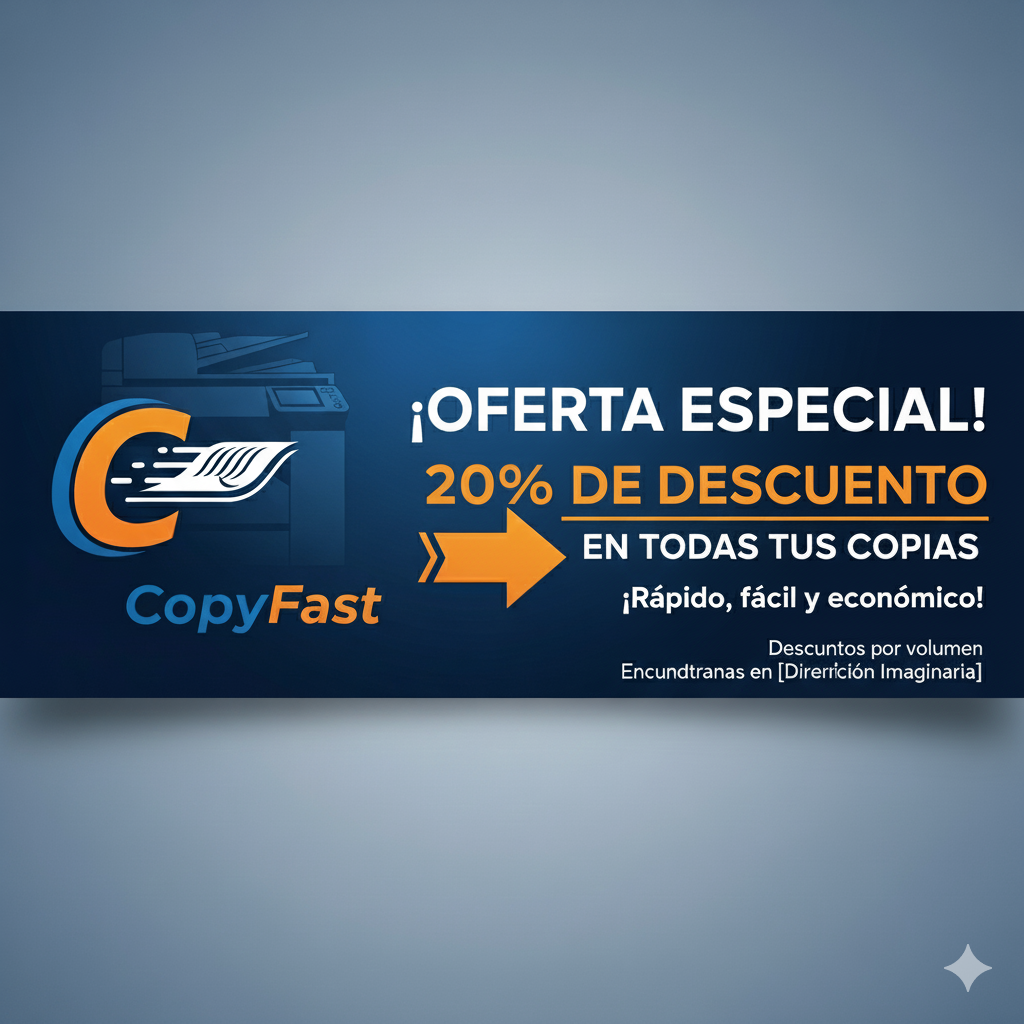 CopyFast
¡OFERTA ESPECIAL!
20% DE DESCUENTO
EN TODAS TUS COPIAS
¡Rápido, fácil y económico!
Descuntos por volumen
Encundtranas en [Direrrición Imaginaria]